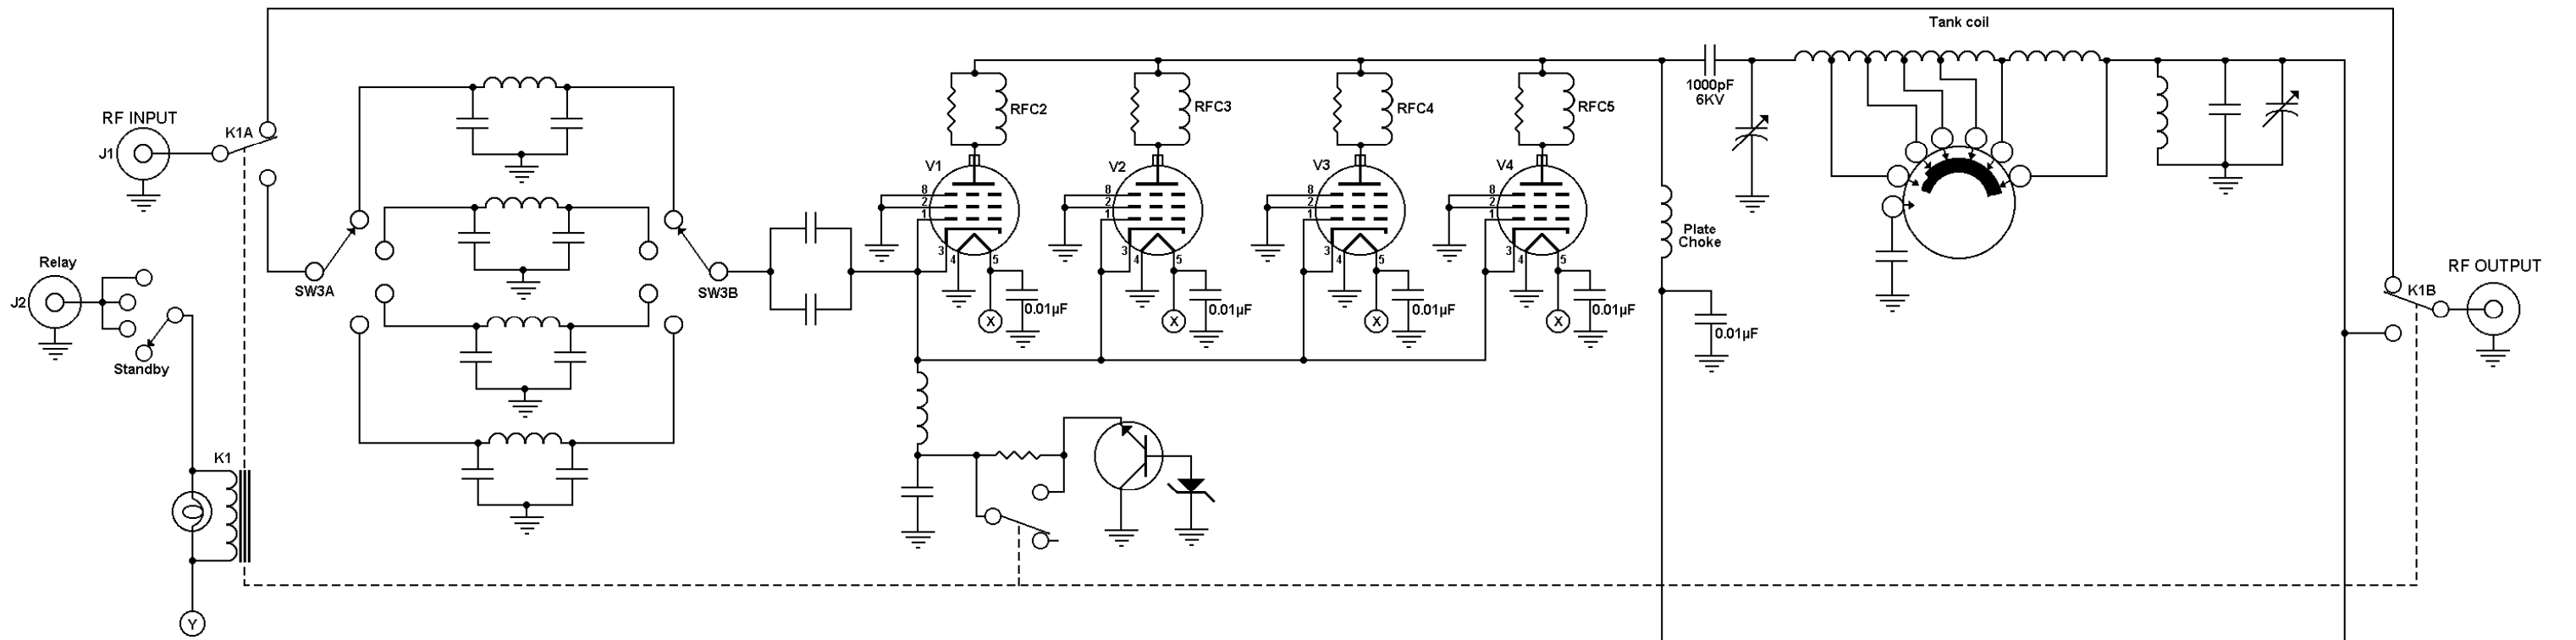 Tank coil
RF INPUT
J1
K1A
RFC2
RFC3
RFC4
RFC5
1000pF
6KV
V1
V2
V3
V4
8
2
1
3
4
5
8
2
1
3
4
5
8
2
1
3
4
5
8
2
1
3
4
5
Plate
Choke
Relay
J2
Standby
SW3A
SW3B
X
0.01µF
X
0.01µF
X
0.01µF
X
0.01µF
0.01µF
RF OUTPUT
K1B
K1
Y